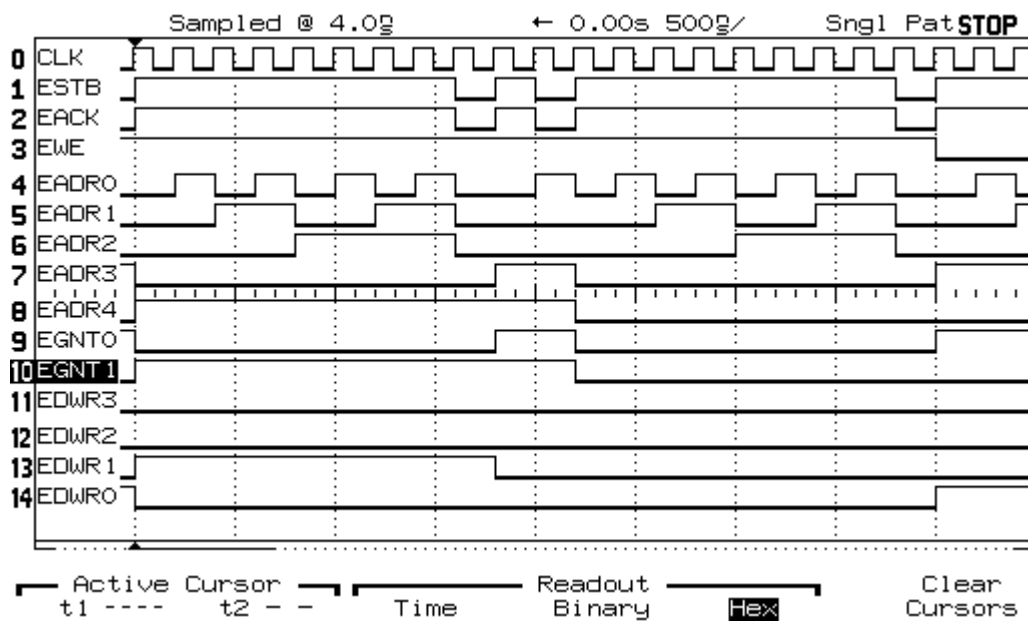 Sampled @ 4.0㎱ ← 0.00s 500㎱/ Sngl Pat STOP
0 CLK
1 ESTB
2 EACK
3 EWE
4 EADR0
5 EADR1
6 EADR2
7 EADR3
8 EADR4
9 EGNT0
10 EGNT1
11 EDWR3
12 EDWR2
13 EDWR1
14 EDWR0
Active Cursor Readout Clear
t1 ---- t2 – – Time Binary Hex Cursors